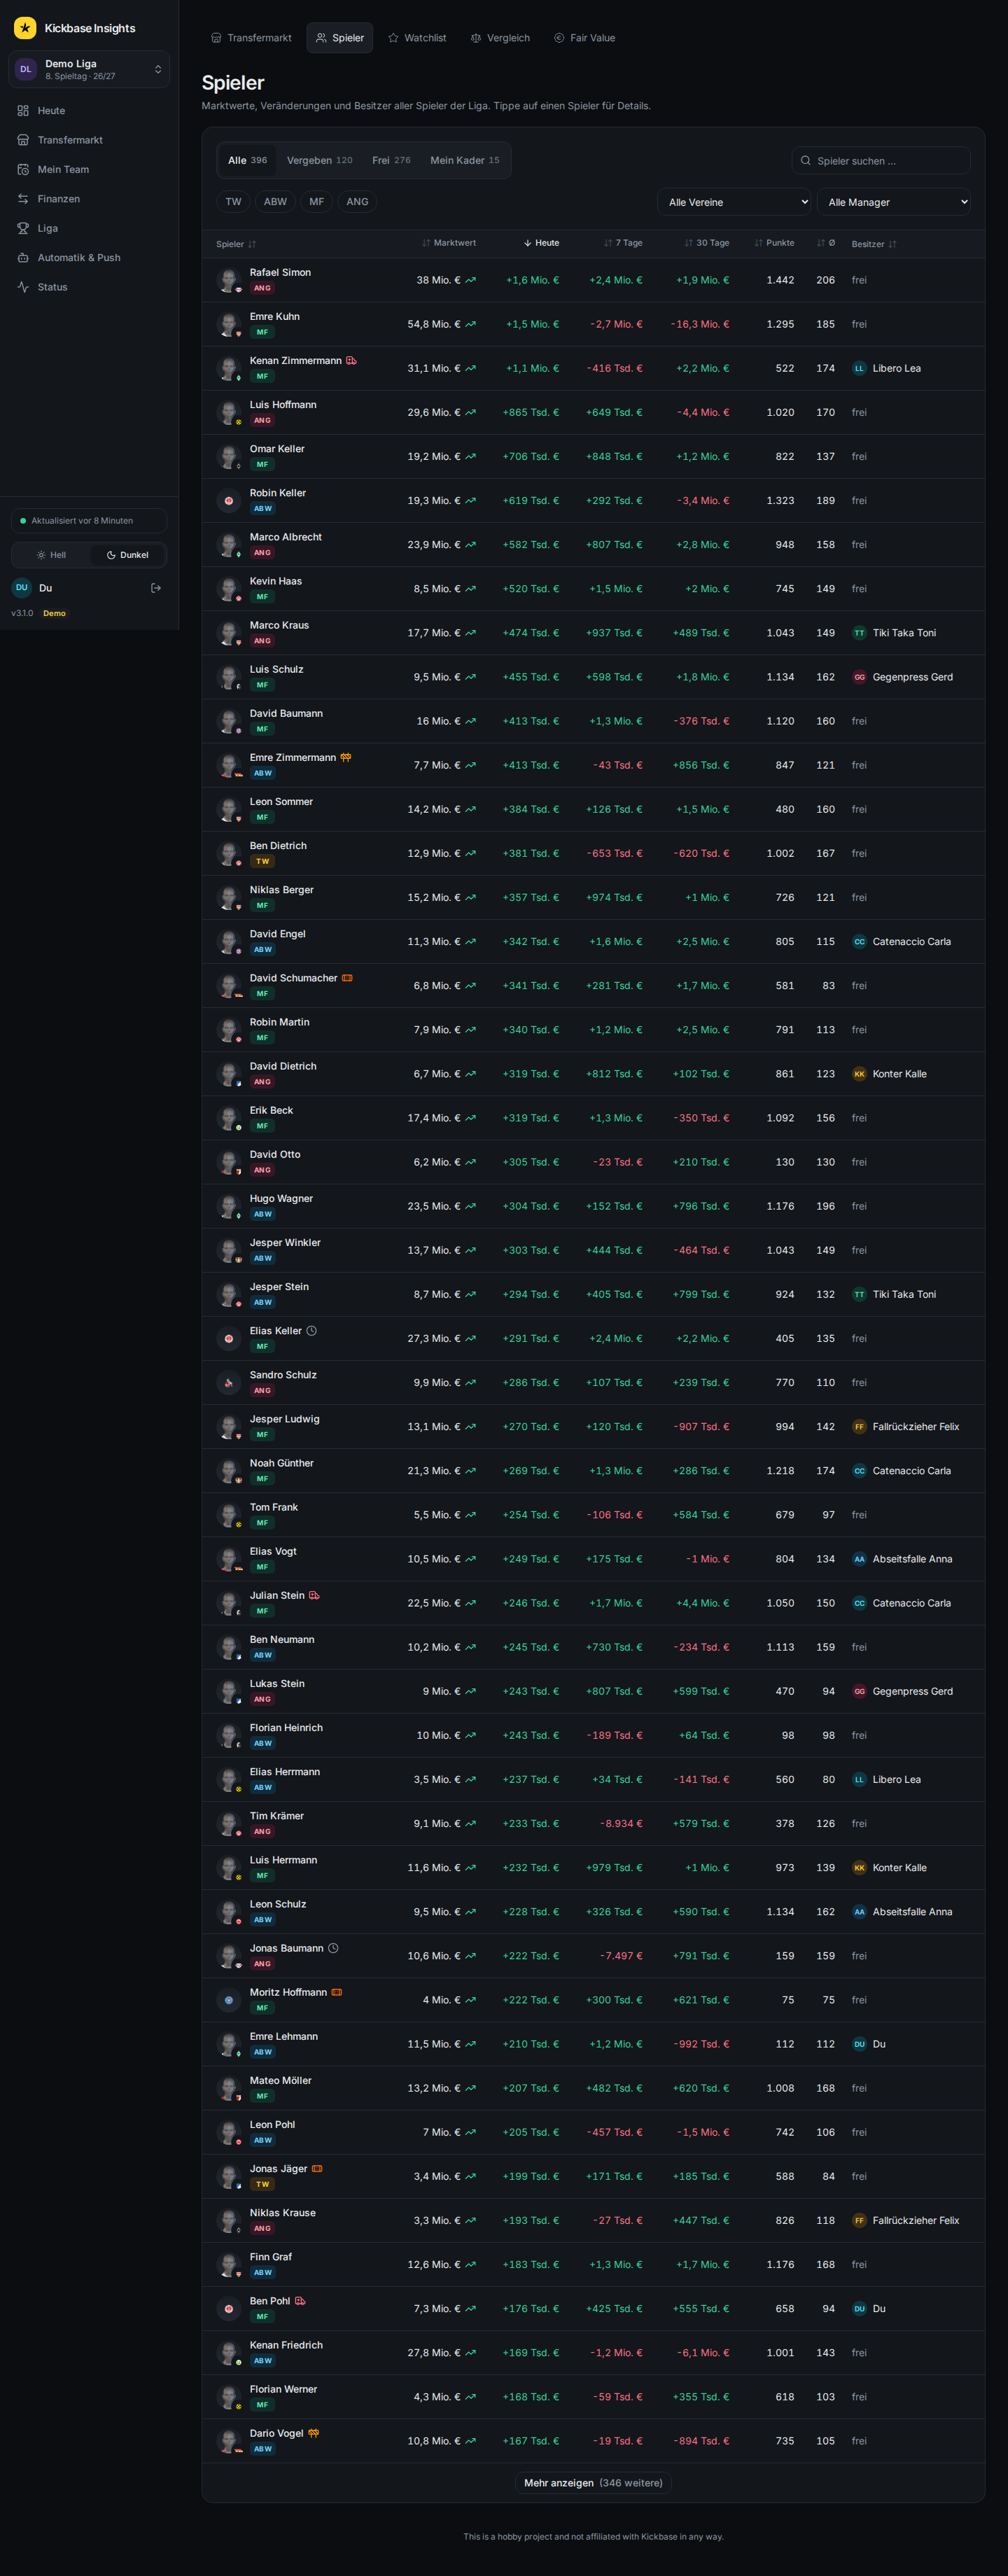 Kickbase Insights
DL Demo Liga
8. Spieltag · 26/27
Heute
Transfermarkt
Mein Team
Finanzen
Liga
Automatik & Push
Status
Aktualisiert vor 8 Minuten
Hell Dunkel
DU Du
v3.1.0 Demo
Transfermarkt Spieler Watchlist Vergleich Fair Value
Spieler
Marktwerte, Veränderungen und Besitzer aller Spieler der Liga. Tippe auf einen Spieler für Details.
Alle 396 Vergeben 120 Frei 276 Mein Kader 15 Spieler suchen ...
TW ABW MF ANG Alle Vereine Alle Manager
Spieler Marktwert Heute 7 Tage 30 Tage Punkte Ø Besitzer
Rafael Simon ANG 38 Mio. € +1,6 Mio. € +2,4 Mio. € +1,9 Mio. € 1.442 206 frei
Emre Kuhn MF 54,8 Mio. € +1,5 Mio. € -2,7 Mio. € -16,3 Mio. € 1.295 185 frei
Kenan Zimmermann MF 31,1 Mio. € +1,1 Mio. € -416 Tsd. € +2,2 Mio. € 522 174 LL Libero Lea
Luis Hoffmann ANG 29,6 Mio. € +865 Tsd. € +649 Tsd. € -4,4 Mio. € 1.020 170 frei
Omar Keller MF 19,2 Mio. € +706 Tsd. € +848 Tsd. € +1,2 Mio. € 822 137 frei
Robin Keller ABW 19,3 Mio. € +619 Tsd. € +292 Tsd. € -3,4 Mio. € 1.323 189 frei
Marco Albrecht ANG 23,9 Mio. € +582 Tsd. € +807 Tsd. € +2,8 Mio. € 948 158 frei
Kevin Haas MF 8,5 Mio. € +520 Tsd. € +1,5 Mio. € +2 Mio. € 745 149 frei
Marco Kraus ANG 17,7 Mio. € +474 Tsd. € +937 Tsd. € +489 Tsd. € 1.043 149 TT Tiki Taka Toni
Luis Schulz MF 9,5 Mio. € +455 Tsd. € +598 Tsd. € +1,8 Mio. € 1.134 162 GG Gegenpress Gerd
David Baumann MF 16 Mio. € +413 Tsd. € +1,3 Mio. € -376 Tsd. € 1.120 160 frei
Emre Zimmermann ABW 7,7 Mio. € +413 Tsd. € -43 Tsd. € +856 Tsd. € 847 121 frei
Leon Sommer MF 14,2 Mio. € +384 Tsd. € +126 Tsd. € +1,5 Mio. € 480 160 frei
Ben Dietrich TW 12,9 Mio. € +381 Tsd. € -653 Tsd. € -620 Tsd. € 1.002 167 frei
Niklas Berger MF 15,2 Mio. € +357 Tsd. € +974 Tsd. € +1 Mio. € 726 121 frei
David Engel ABW 11,3 Mio. € +342 Tsd. € +1,6 Mio. € +2,5 Mio. € 805 115 CC Catenaccio Carla
David Schumacher MF 6,8 Mio. € +341 Tsd. € +281 Tsd. € +1,7 Mio. € 581 83 frei
Robin Martin MF 7,9 Mio. € +340 Tsd. € +1,2 Mio. € +2,5 Mio. € 791 113 frei
David Dietrich ANG 6,7 Mio. € +319 Tsd. € +812 Tsd. € +102 Tsd. € 861 123 KK Konter Kalle
Erik Beck MF 17,4 Mio. € +319 Tsd. € +1,3 Mio. € -350 Tsd. € 1.092 156 frei
David Otto ANG 6,2 Mio. € +305 Tsd. € -23 Tsd. € +210 Tsd. € 130 130 frei
Hugo Wagner ABW 23,5 Mio. € +304 Tsd. € +152 Tsd. € +796 Tsd. € 1.176 196 frei
Jesper Winkler ABW 13,7 Mio. € +303 Tsd. € +444 Tsd. € -464 Tsd. € 1.043 149 frei
Jesper Stein ABW 8,7 Mio. € +294 Tsd. € +405 Tsd. € +799 Tsd. € 924 132 TT Tiki Taka Toni
Elias Keller MF 27,3 Mio. € +291 Tsd. € +2,4 Mio. € +2,2 Mio. € 405 135 frei
Sandro Schulz ANG 9,9 Mio. € +286 Tsd. € +107 Tsd. € +239 Tsd. € 770 110 frei
Jesper Ludwig MF 13,1 Mio. € +270 Tsd. € +120 Tsd. € -907 Tsd. € 994 142 FF Fallrückzieher Felix
Noah Günther MF 21,3 Mio. € +269 Tsd. € +1,3 Mio. € +286 Tsd. € 1.218 174 CC Catenaccio Carla
Tom Frank MF 5,5 Mio. € +254 Tsd. € -106 Tsd. € +584 Tsd. € 679 97 frei
Elias Vogt MF 10,5 Mio. € +249 Tsd. € +175 Tsd. € -1 Mio. € 804 134 AA Abseitsfalle Anna
Julian Stein MF 22,5 Mio. € +246 Tsd. € +1,7 Mio. € +4,4 Mio. € 1.050 150 CC Catenaccio Carla
Ben Neumann ABW 10,2 Mio. € +245 Tsd. € +730 Tsd. € -234 Tsd. € 1.113 159 frei
Lukas Stein ANG 9 Mio. € +243 Tsd. € +807 Tsd. € +599 Tsd. € 470 94 GG Gegenpress Gerd
Florian Heinrich ABW 10 Mio. € +243 Tsd. € -189 Tsd. € +64 Tsd. € 98 98 frei
Elias Herrmann ABW 3,5 Mio. € +237 Tsd. € +34 Tsd. € -141 Tsd. € 560 80 LL Libero Lea
Tim Krämer ANG 9,1 Mio. € +233 Tsd. € -8.934 € +579 Tsd. € 378 126 frei
Luis Herrmann MF 11,6 Mio. € +232 Tsd. € +979 Tsd. € +1 Mio. € 973 139 KK Konter Kalle
Leon Schulz ABW 9,5 Mio. € +228 Tsd. € +326 Tsd. € +590 Tsd. € 1.134 162 AA Abseitsfalle Anna
Jonas Baumann ANG 10,6 Mio. € +222 Tsd. € -7.497 € +791 Tsd. € 159 159 frei
Moritz Hoffmann MF 4 Mio. € +222 Tsd. € +300 Tsd. € +621 Tsd. € 75 75 frei
Emre Lehmann ABW 11,5 Mio. € +210 Tsd. € +1,2 Mio. € -992 Tsd. € 112 112 DU Du
Mateo Möller MF 13,2 Mio. € +207 Tsd. € +482 Tsd. € +620 Tsd. € 1.008 168 frei
Leon Pohl ABW 7 Mio. € +205 Tsd. € -457 Tsd. € -1,5 Mio. € 742 106 frei
Jonas Jäger TW 3,4 Mio. € +199 Tsd. € +171 Tsd. € +185 Tsd. € 588 84 frei
Niklas Krause ANG 3,3 Mio. € +193 Tsd. € -27 Tsd. € +447 Tsd. € 826 118 FF Fallrückzieher Felix
Finn Graf ABW 12,6 Mio. € +183 Tsd. € +1,3 Mio. € +1,7 Mio. € 1.176 168 frei
Ben Pohl MF 7,3 Mio. € +176 Tsd. € +425 Tsd. € +555 Tsd. € 658 94 DU Du
Kenan Friedrich ABW 27,8 Mio. € +169 Tsd. € -1,2 Mio. € -6,1 Mio. € 1.001 143 frei
Florian Werner MF 4,3 Mio. € +168 Tsd. € -59 Tsd. € +355 Tsd. € 618 103 frei
Dario Vogel ABW 10,8 Mio. € +167 Tsd. € -19 Tsd. € -894 Tsd. € 735 105 frei
Mehr anzeigen (346 weitere)
This is a hobby project and not affiliated with Kickbase in any way.